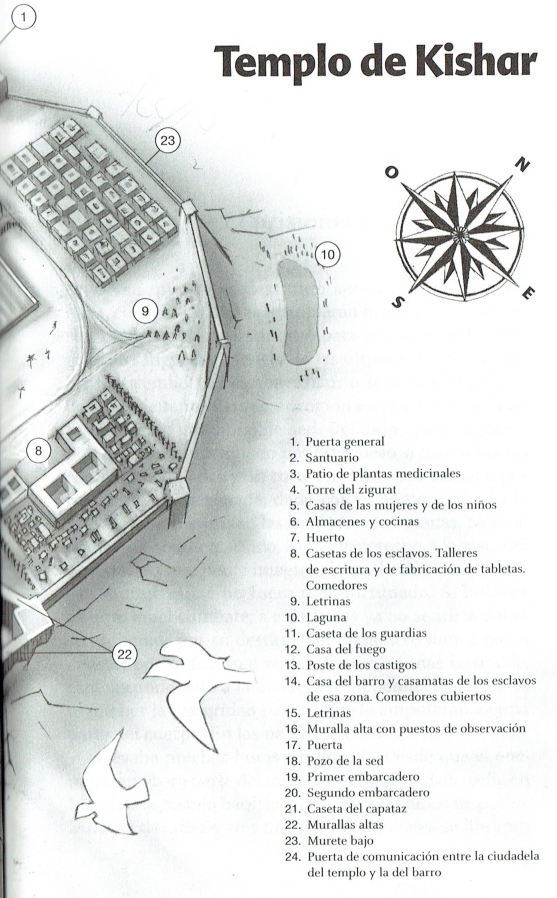 1
Templo de Kishar
23
O
N
10
S
E
9
8
1. Puerta general
2. Santuario
3. Patio de plantas medicinales
4. Torre del zigurat
5. Casas de las mujeres y de los niños
6. Almacenes y cocinas
7. Huerto
8. Casetas de los esclavos. Talleres
de escritura y de fabricación de tabletas.
Comedores
9. Letrinas
10. Laguna
11. Caseta de los guardias
12. Casa del fuego
13. Poste de los castigos
14. Casa del barro y casamatas de los esclavos
de esa zona. Comedores cubiertos
15. Letrinas
16. Muralla alta con puestos de observación
17. Puerta
18. Pozo de la sed
19. Primer embarcadero
20. Segundo embarcadero
21. Caseta del capataz
22. Murallas altas
23. Murete bajo
24. Puerta de comunicación entre la ciudadela
del templo y la del barro
22